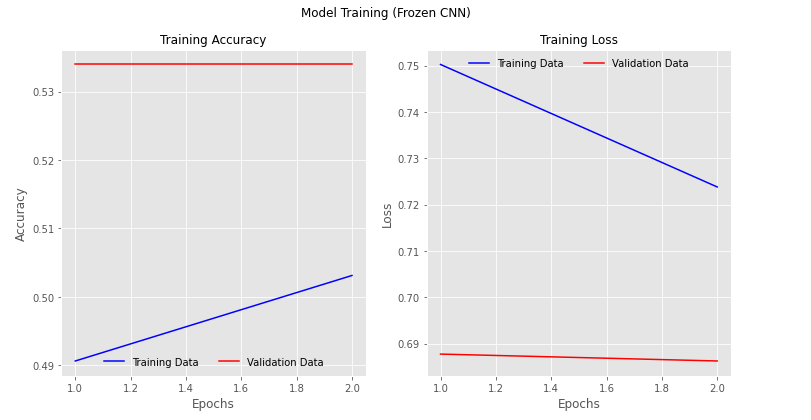 Model Training (Frozen CNN)
Training Accuracy
Accuracy
0.53
0.52
0.51
0.50
0.49
Training Data
Validation Data
1.0 1.2 1.4 1.6 1.8 2.0
Epochs
Training Loss
Training Data
Validation Data
Loss
0.75
0.74
0.73
0.72
0.71
0.70
0.69
1.0 1.2 1.4 1.6 1.8 2.0
Epochs